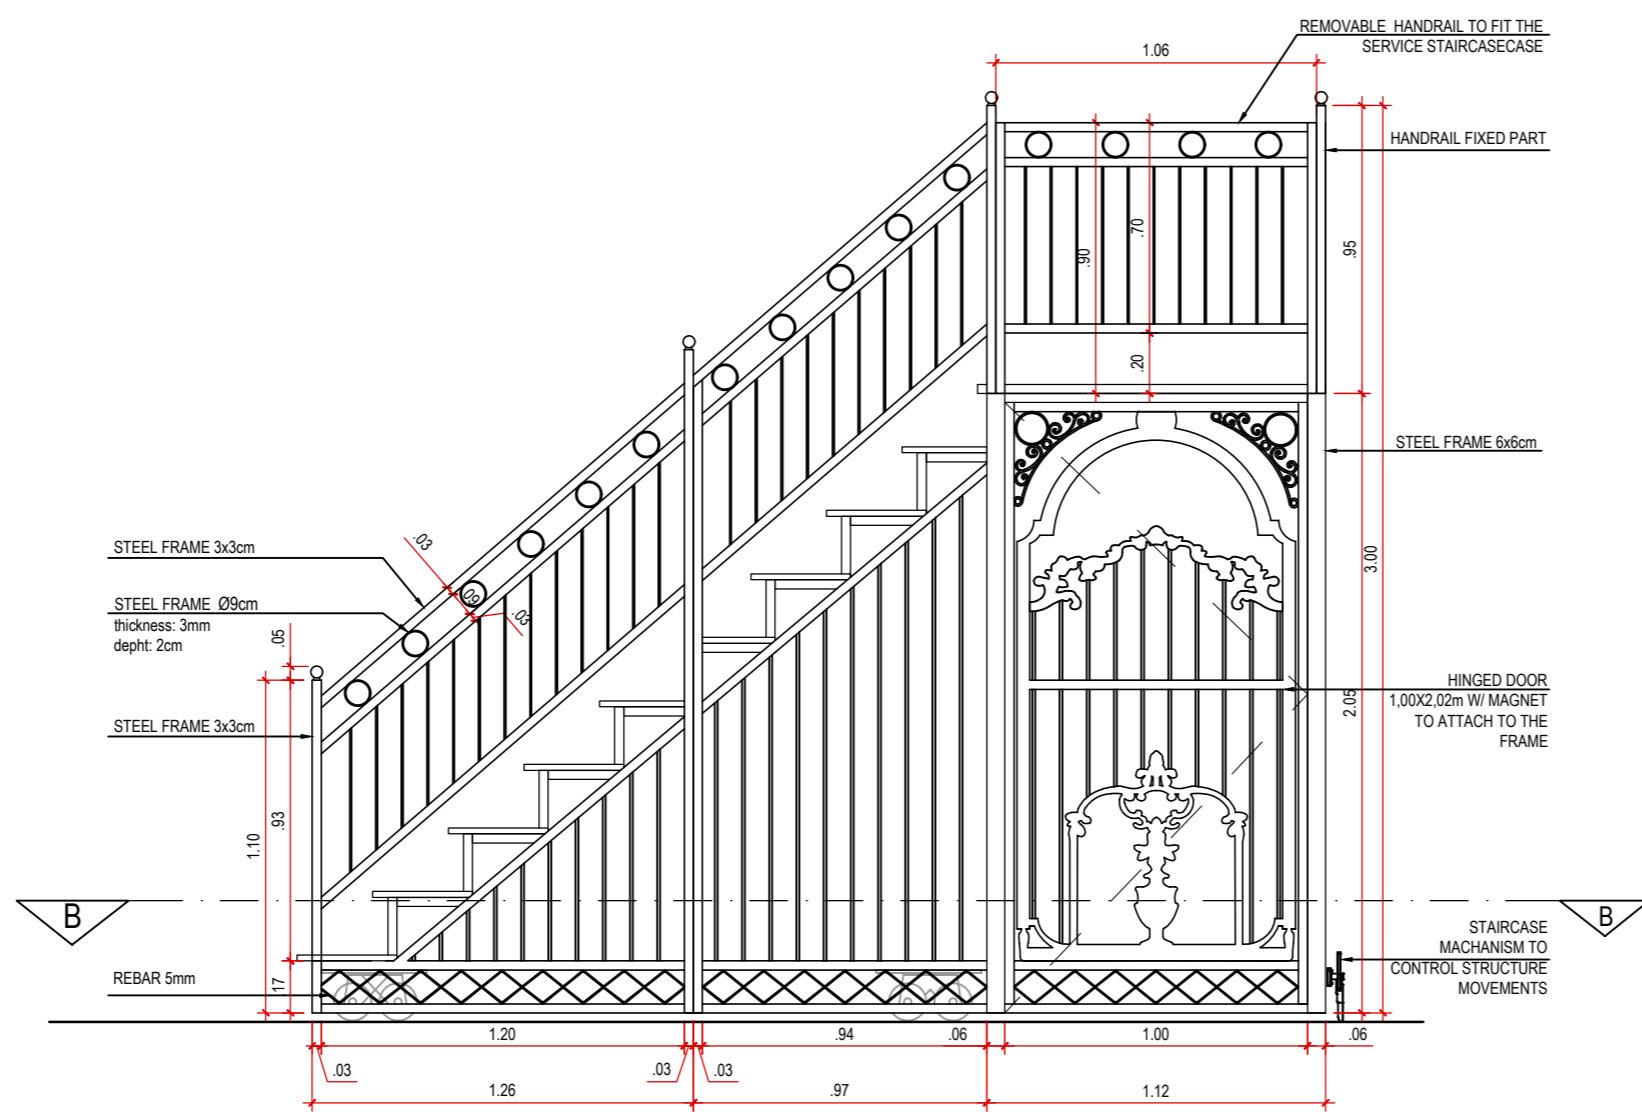 REMOVABLE HANDRAIL TO FIT THE
SERVICE STAIRCASECASE
1.06
HANDRAIL FIXED PART
.95
.70
.90
.20
STEEL FRAME 6x6cm
3.00
STEEL FRAME 3x3cm
.03
.09
.03
STEEL FRAME Ø9cm
thickness: 3mm
depht: 2cm
.05
STEEL FRAME 3x3cm
HINGED DOOR
1,00X2,02m W/ MAGNET
TO ATTACH TO THE
FRAME
2.05
1.10
.93
B
B
STAIRCASE
MACHANISM TO
CONTROL STRUCTURE
MOVEMENTS
REBAR 5mm
17
1.20
.94
.06
1.00
.06
.03
.03
.03
1.26
.97
1.12